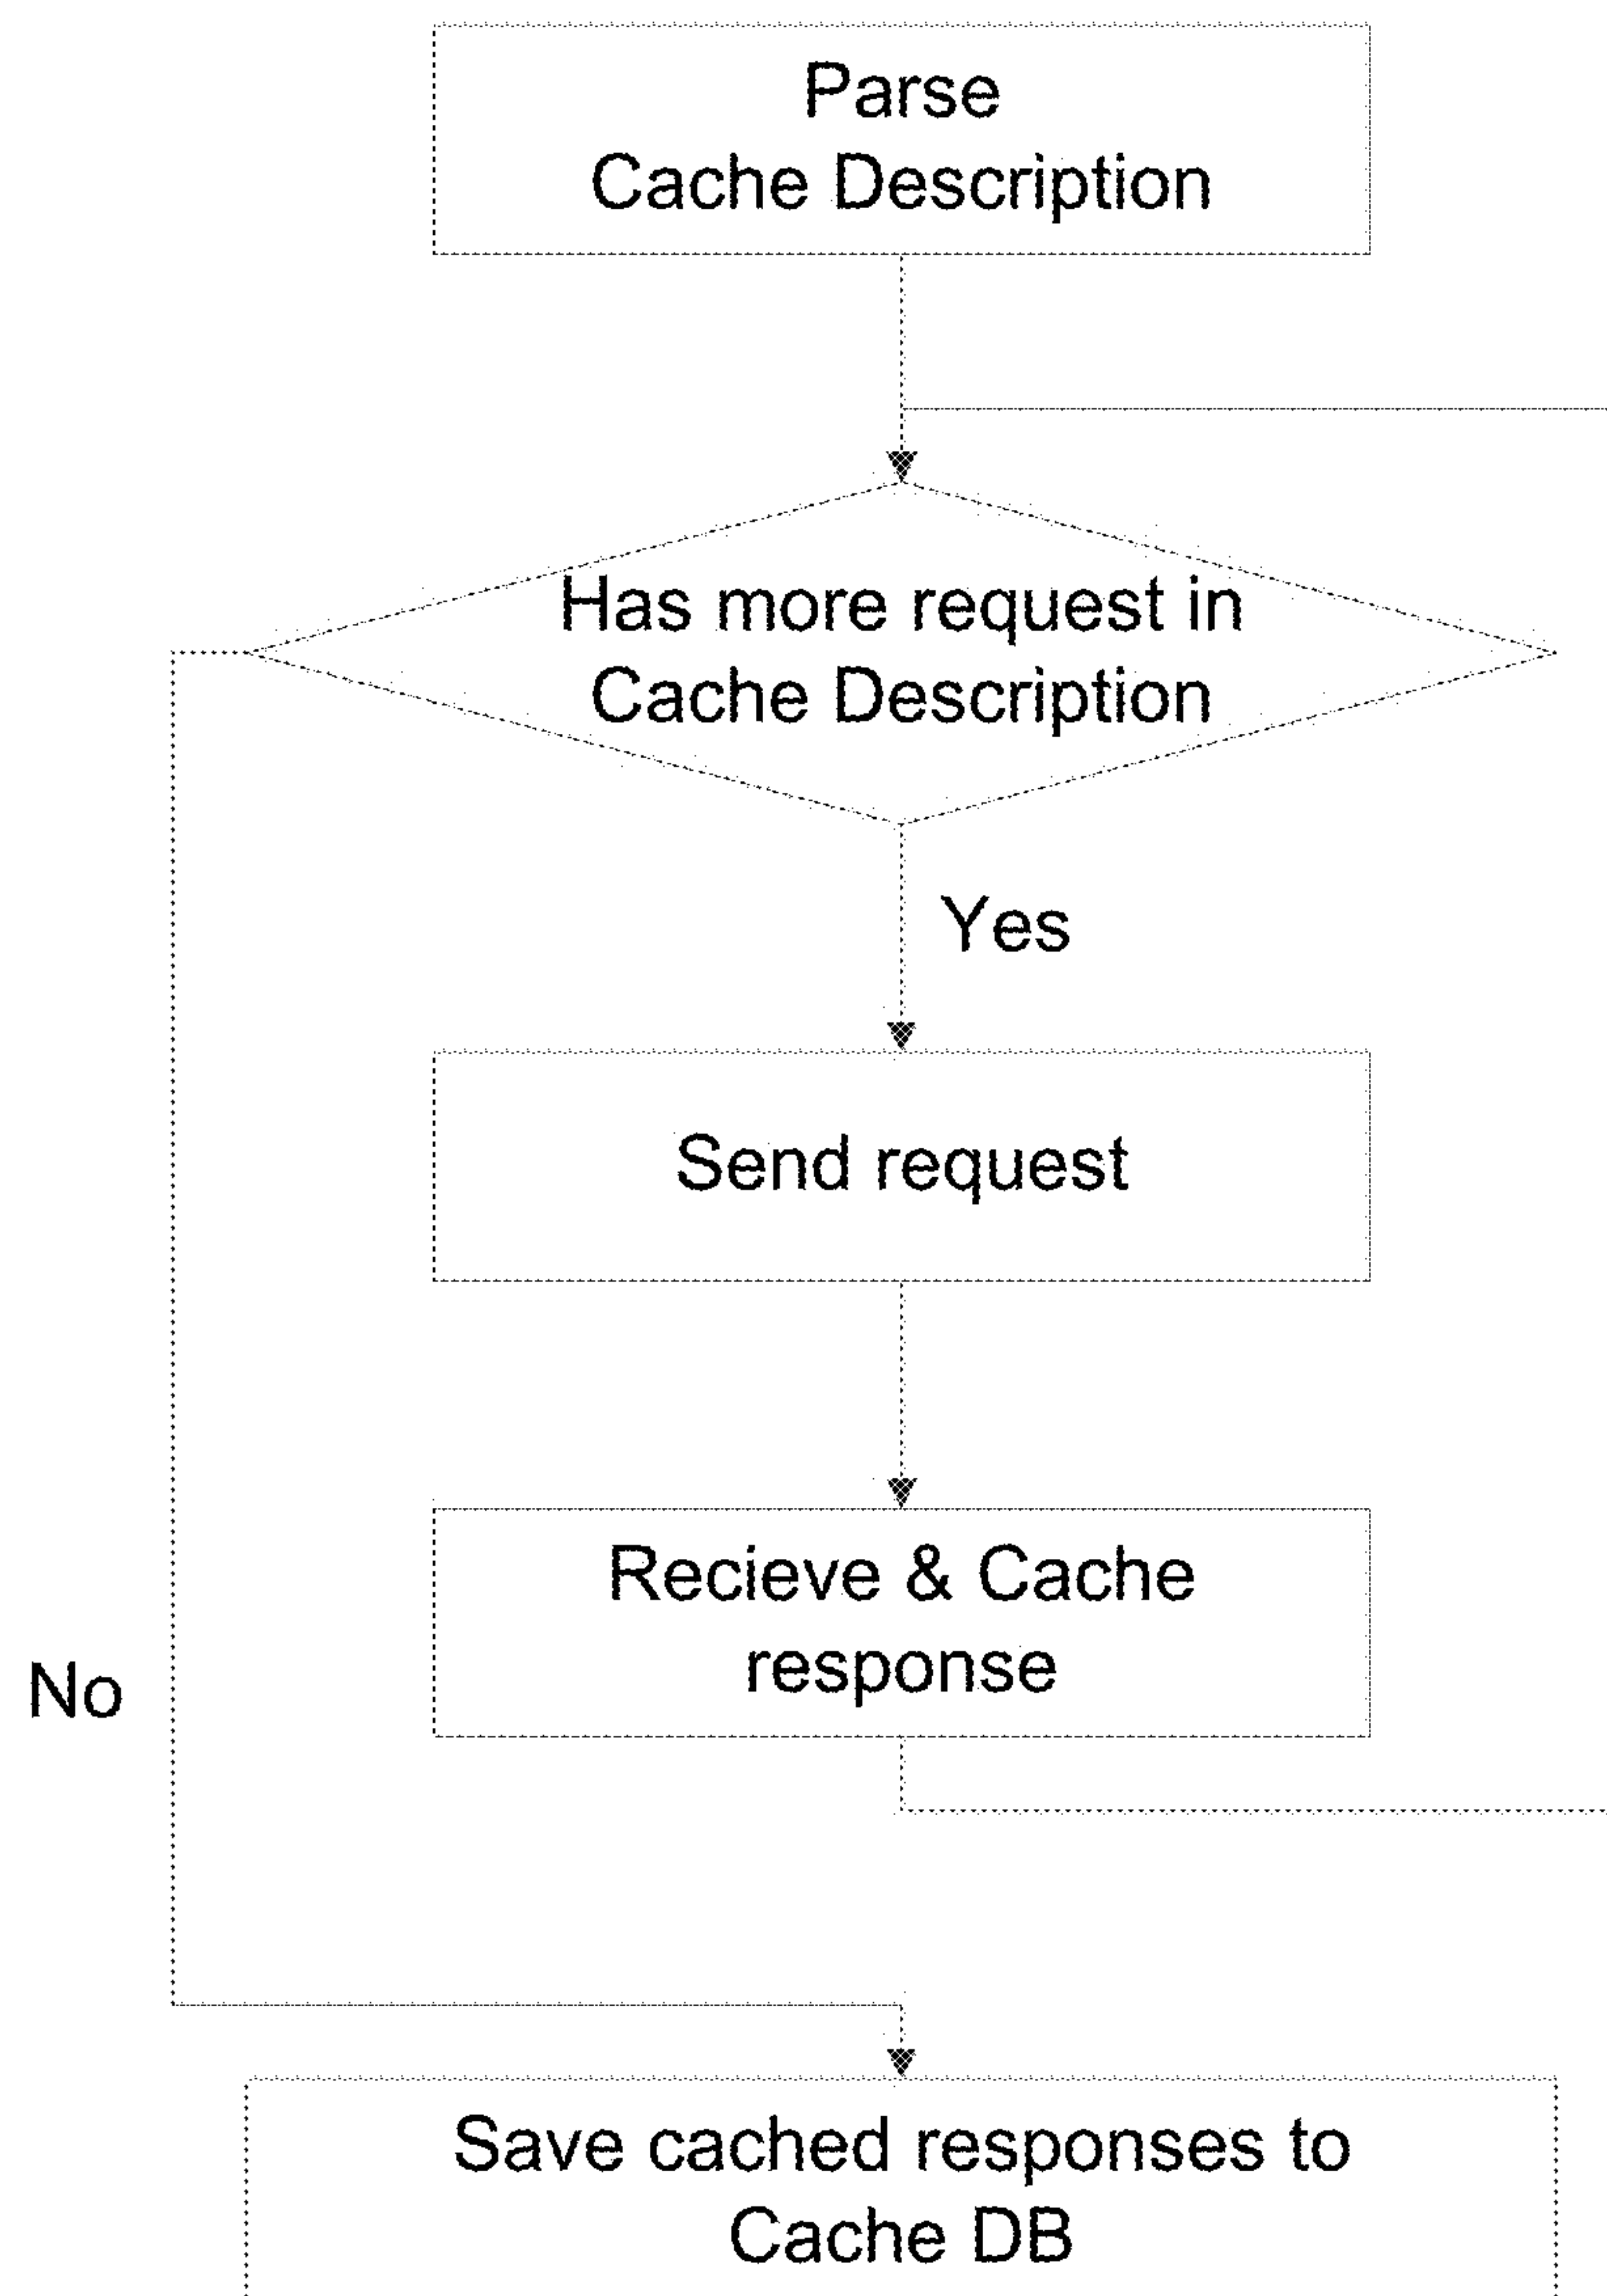 Parse
Cache Description
Has more request in
Cache Description
Yes
Send request
Recieve & Cache
response
No
Save cached responses to
Cache DB